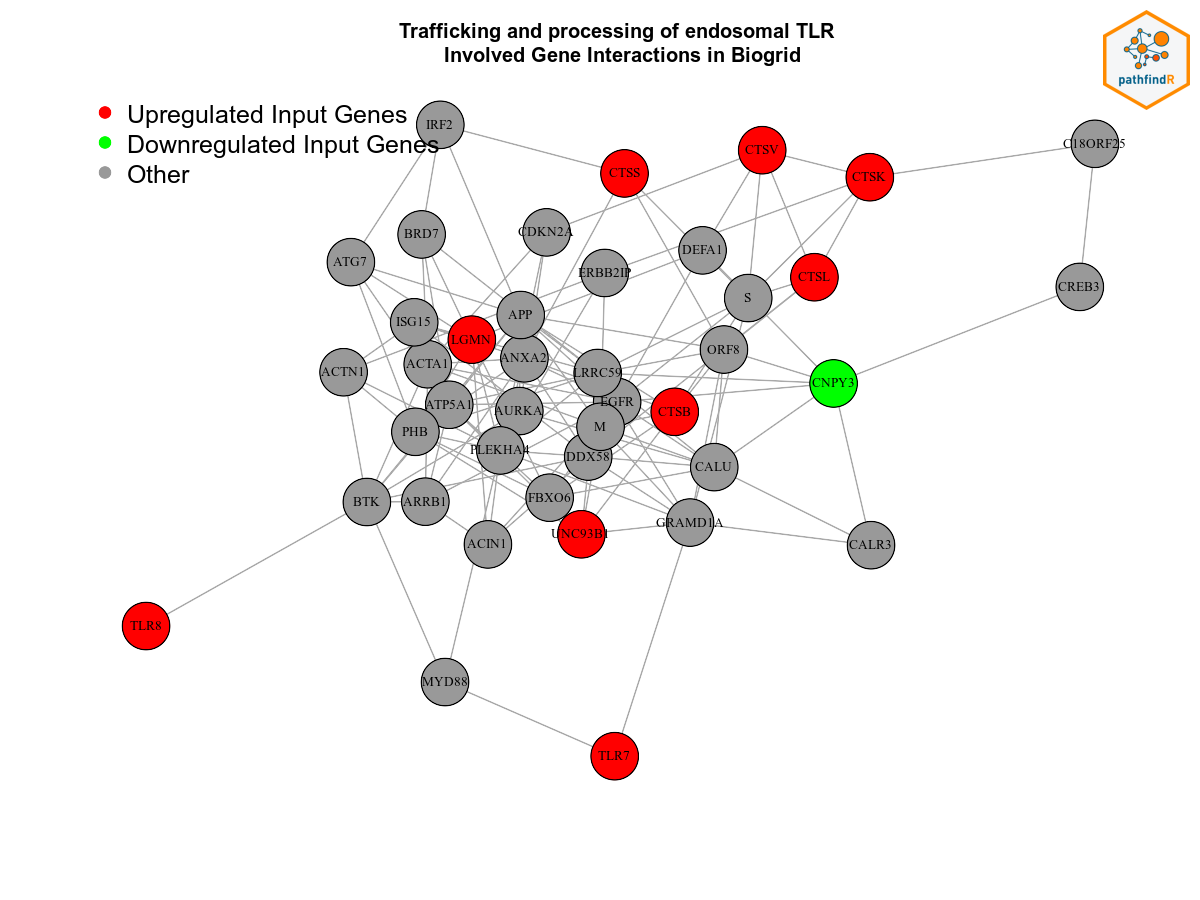 Trafficking and processing of endosomal TLR
Involved Gene Interactions in Biogrid
pathfindR
Upregulated Input Genes
Downregulated Input Genes
Other
IRF2
CTSS
CTSV
CTSK
C18ORF25
BRD7
CDKN2A
DEFA1
ATG7
ERBB2IP
CTSL
CREB3
S
ISG15
APP
LGMN
ORF8
ACTN1
ACTA1
ANXA2
LRRC59
CNPY3
ATP5A1
AURKA
EGFR
CTSB
PHB
M
PLEKHA4
DDX58
CALU
BTK
ARRB1
FBXO6
UNC93B1
GRAMD1A
ACIN1
CALR3
TLR8
MYD88
TLR7